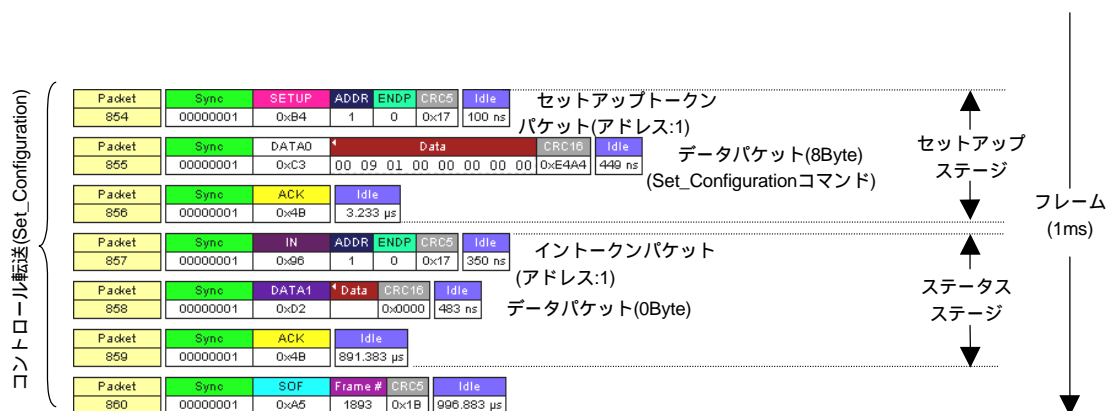 コントロール転送(Set_Configuration)
Packet Sync SETUP ADDR ENDP CRC5 Idle
854 00000001 0xB4 1 0 0x17 100 ns
セットアップトークン
パケット(アドレス:1)
Packet Sync DATA0 Data CRC16 Idle
855 00000001 0xC3 00 09 01 00 00 00 00 00 0xE4A4 449 ns
データパケット(8Byte)
(Set_Configurationコマンド)
Packet Sync ACK Idle
856 00000001 0x4B 3.233 µs
セットアップ
ステージ
Packet Sync IN ADDR ENDP CRC5 Idle
857 00000001 0x96 1 0 0x17 350 ns
イントークンパケット
(アドレス:1)
Packet Sync DATA1 Data CRC16 Idle
858 00000001 0xD2 0x0000 483 ns
データパケット(0Byte)
Packet Sync ACK Idle
859 00000001 0x4B 891.383 µs
ステータス
ステージ
Packet Sync SOF Frame # CRC5 Idle
860 00000001 0xA5 1893 0x1B 996.883 µs
フレーム
(1ms)